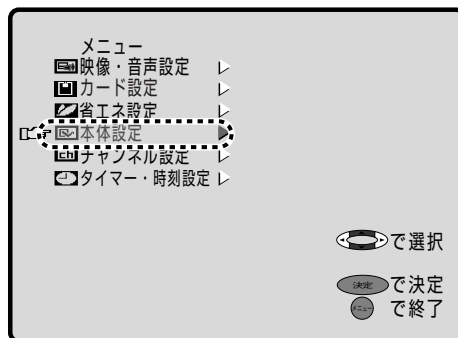 メニュー
映像・音声設定
カード設定
省エネ設定
本体設定
ch チャンネル設定
タイマー・時刻設定
で選択
決定 で決定
メニュー で終了